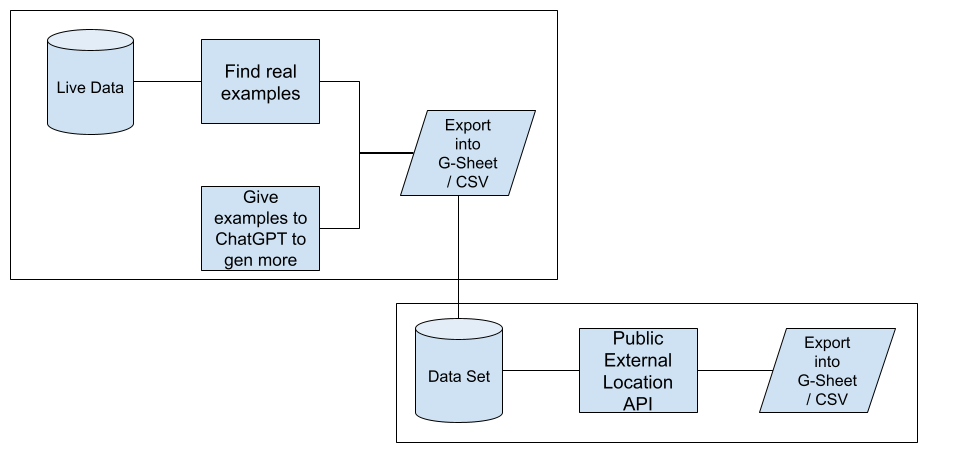 Live Data
Find real
examples
Export
into
G-Sheet
/ CSV
Give
examples to
ChatGPT to
gen more
Data Set
Public
External
Location
API
Export
into
G-Sheet
/ CSV